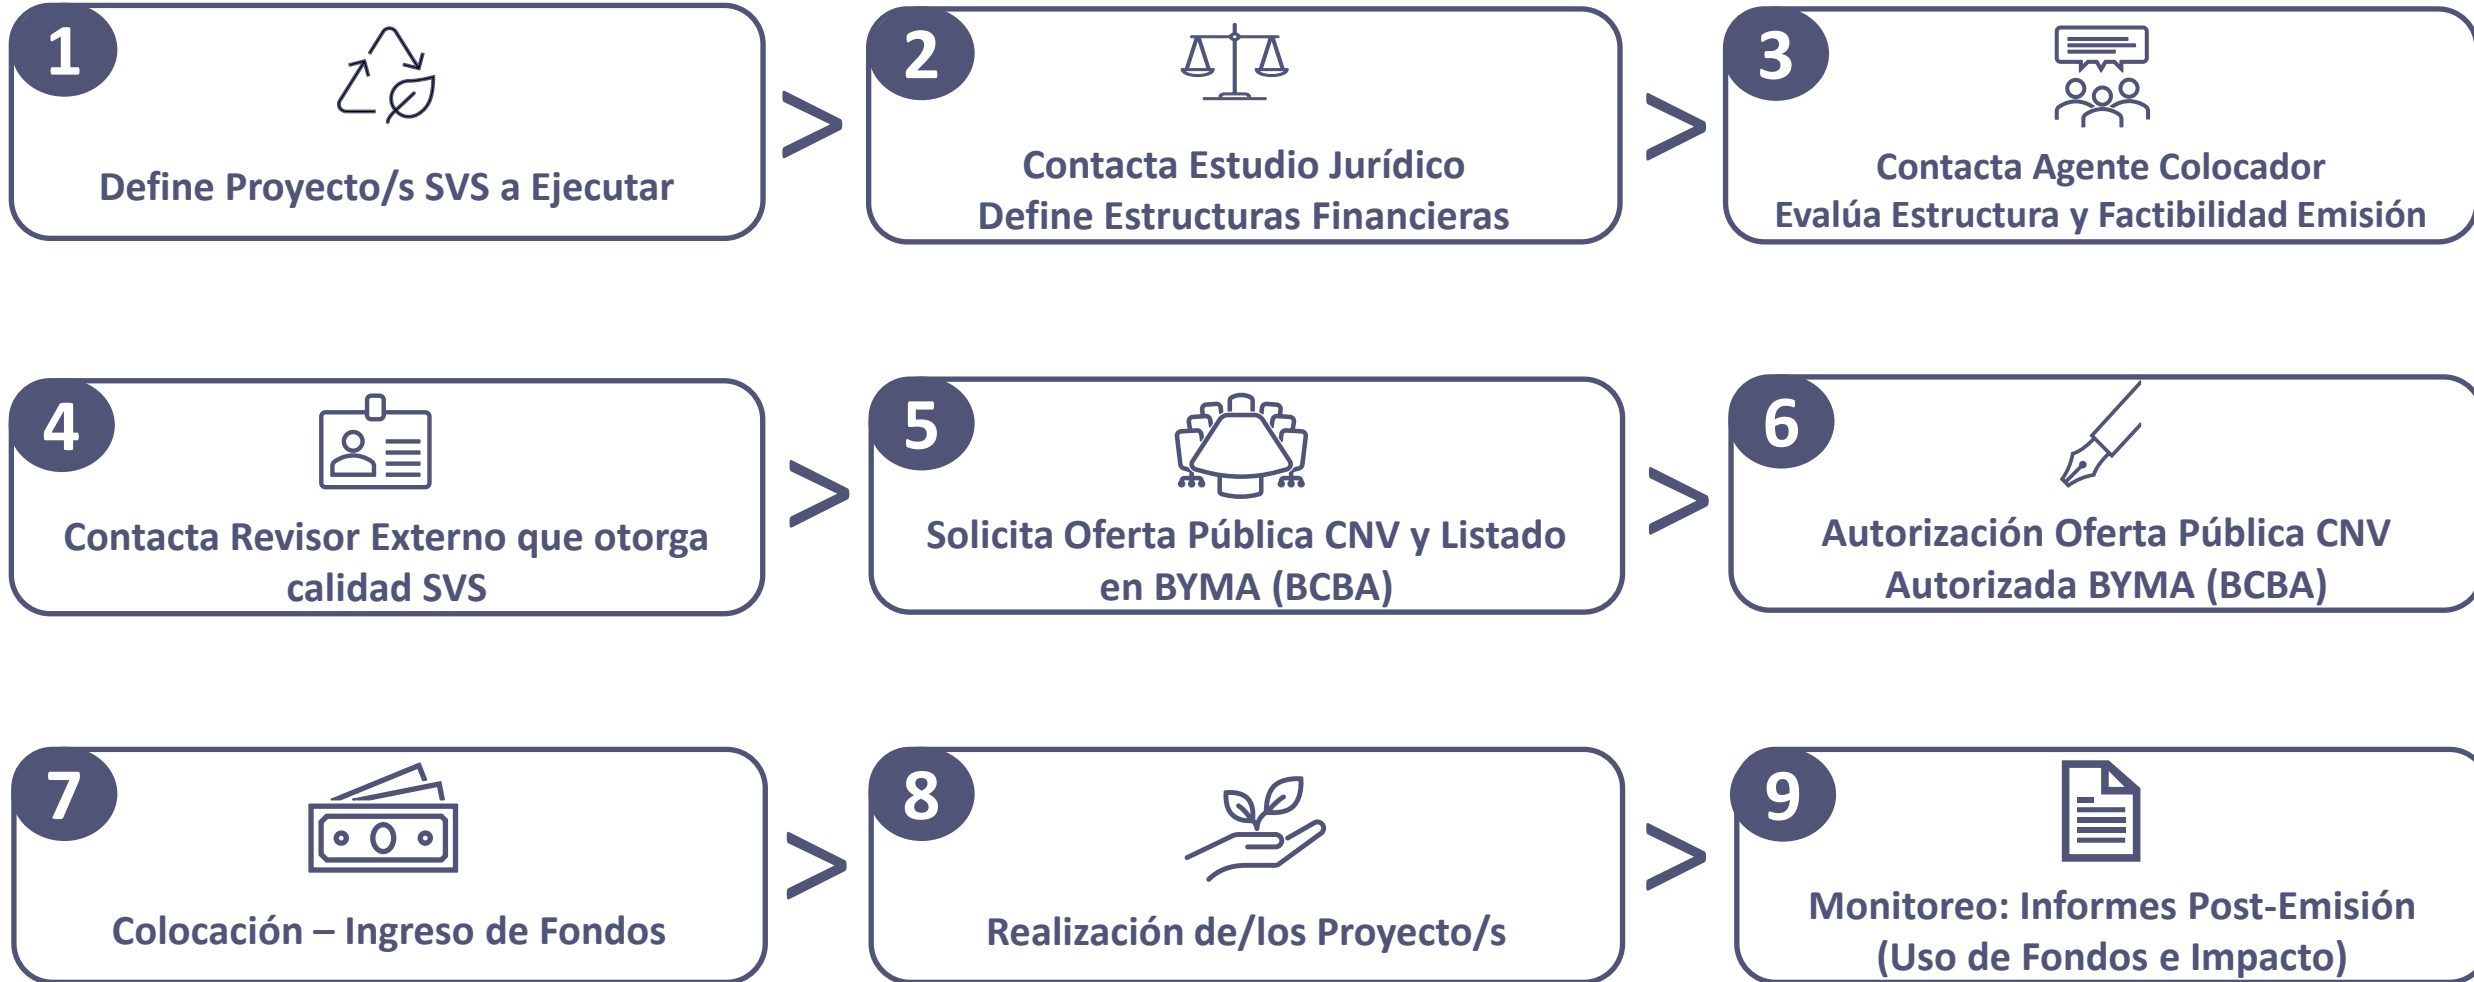 1
Define Proyecto/s SVS a Ejecutar
>
2
Contacta Estudio Jurídico
Define Estructuras Financieras
>
3
Contacta Agente Colocador
Evalúa Estructura y Factibilidad Emisión
4
Contacta Revisor Externo que otorga
calidad SVS
>
5
Solicita Oferta Pública CNV y Listado
en BYMA (BCBA)
>
6
Autorización Oferta Pública CNV
Autorizada BYMA (BCBA)
7
Colocación – Ingreso de Fondos
>
8
Realización de/los Proyecto/s
>
9
Monitoreo: Informes Post-Emisión
(Uso de Fondos e Impacto)